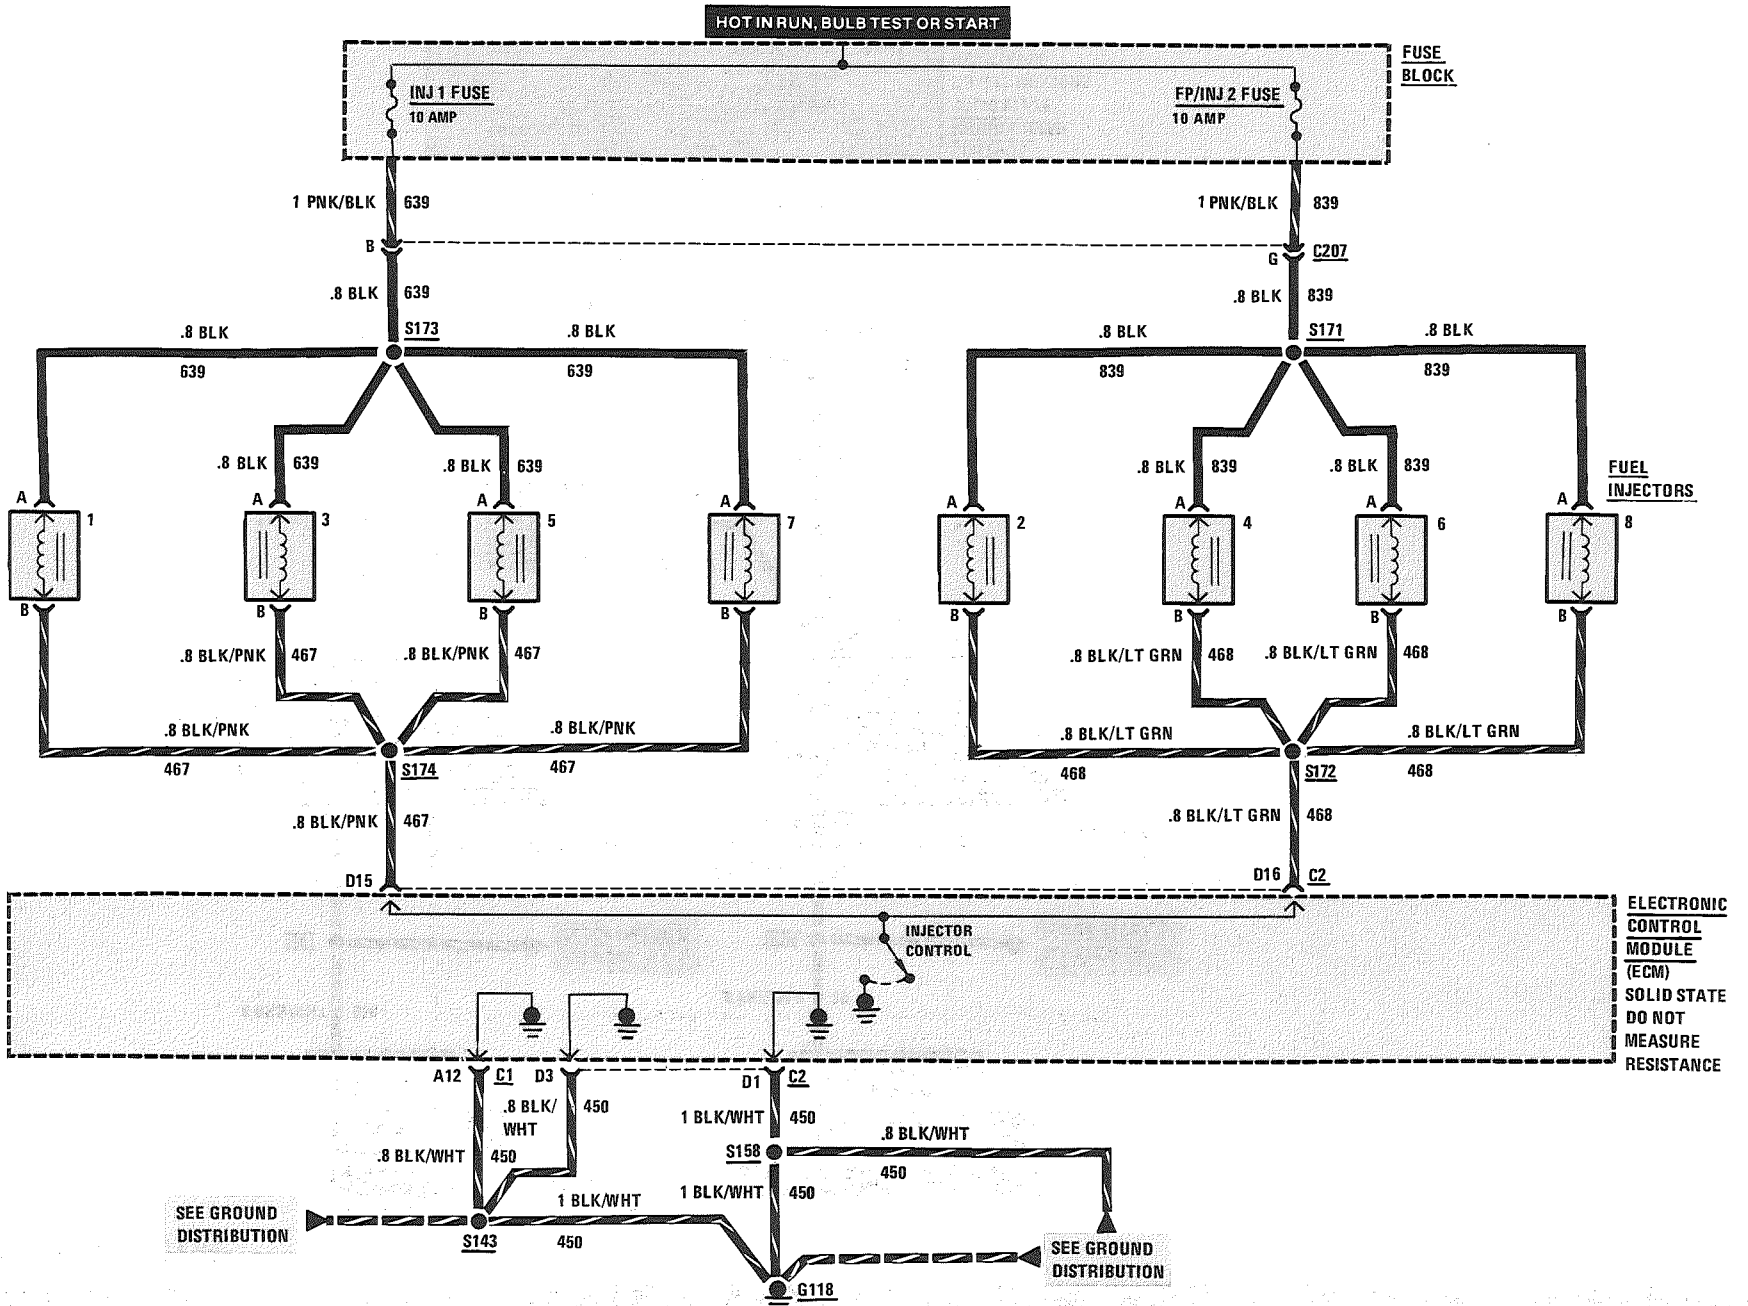 HOT IN RUN, BULB TEST OR START
FUSE
BLOCK
INJ 1 FUSE
10 AMP
FP/INJ 2 FUSE
10 AMP
1 PNK/BLK 639
1 PNK/BLK 839
B
G
C207
.8 BLK 639
.8 BLK 839
S173
S171
.8 BLK
.8 BLK
.8 BLK
.8 BLK
639
639
839
839
.8 BLK 639
.8 BLK 639
.8 BLK 839
.8 BLK 839
FUEL
INJECTORS
A
A
A
A
A
A
A
A
1
3
5
7
2
4
6
8
B
B
B
B
B
B
B
B
.8 BLK/PNK 467
.8 BLK/PNK 467
.8 BLK/LT GRN 468
.8 BLK/LT GRN 468
.8 BLK/PNK
.8 BLK/PNK
.8 BLK/LT GRN
.8 BLK/LT GRN
467
S174
467
468
S172
468
.8 BLK/PNK 467
.8 BLK/LT GRN 468
D15
D16
C2
ELECTRONIC
CONTROL
MODULE
(ECM)
SOLID STATE
DO NOT
MEASURE
RESISTANCE
INJECTOR
CONTROL
A12
C1
D3
D1
C2
.8 BLK/
WHT
450
1 BLK/WHT 450
.8 BLK/WHT 450
S158
.8 BLK/WHT
450
1 BLK/WHT 450
1 BLK/WHT
450
SEE GROUND
DISTRIBUTION
S143
SEE GROUND
DISTRIBUTION
G118